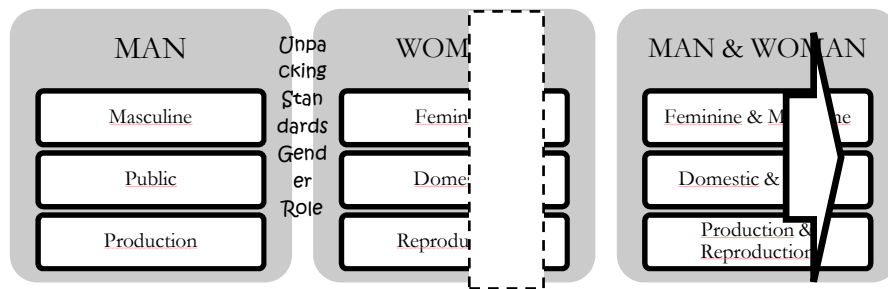 MAN
Masculine
Public
Production
Unpa
cking
Stan
dards
Gend
er
Role
WOM
Femin
Dome
Reprodu
MAN & WOMAN
Feminine & M ne
Domestic &
Production &
Reproduction